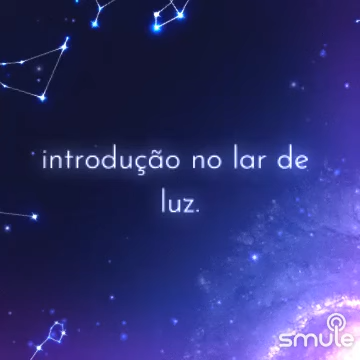 introdução no lar de
luz.
smule